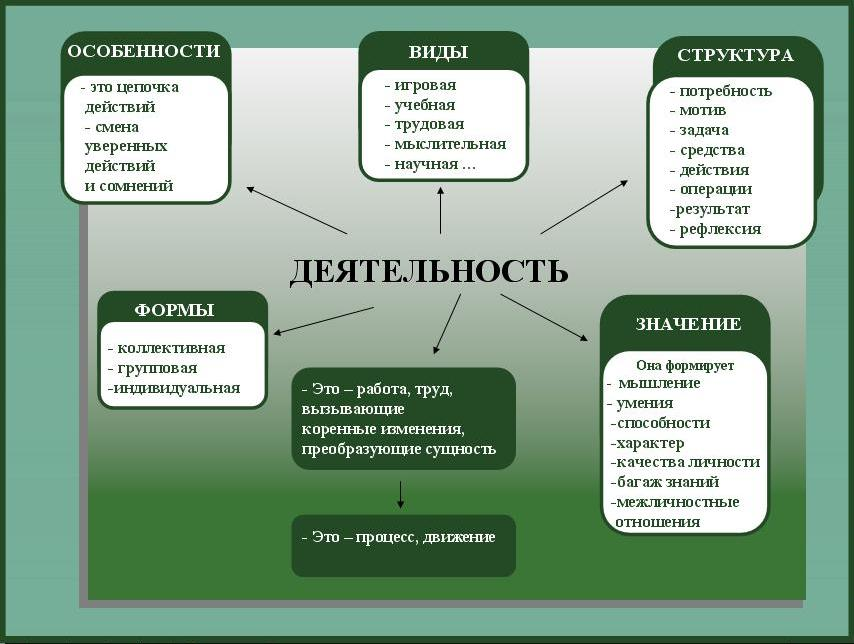 ОСОБЕННОСТИ
- это цепочка
действий
- смена
уверенных
действий
и сомнений
ВИДЫ
- игровая
- учебная
- трудовая
- мыслительная
- научная ...
СТРУКТУРА
- потребность
- мотив
- задача
- средства
- действия
- операции
-результат
- рефлексия
ДЕЯТЕЛЬНОСТЬ
ФОРМЫ
- коллективная
- групповая
-индивидуальная
- Это – работа, труд,
вызывающие
коренные изменения,
преобразующие сущность
- Это – процесс, движение
ЗНАЧЕНИЕ
Она формирует
- мышление
- умения
-способности
-характер
-качества личности
-багаж знаний
-межличностные
отношения